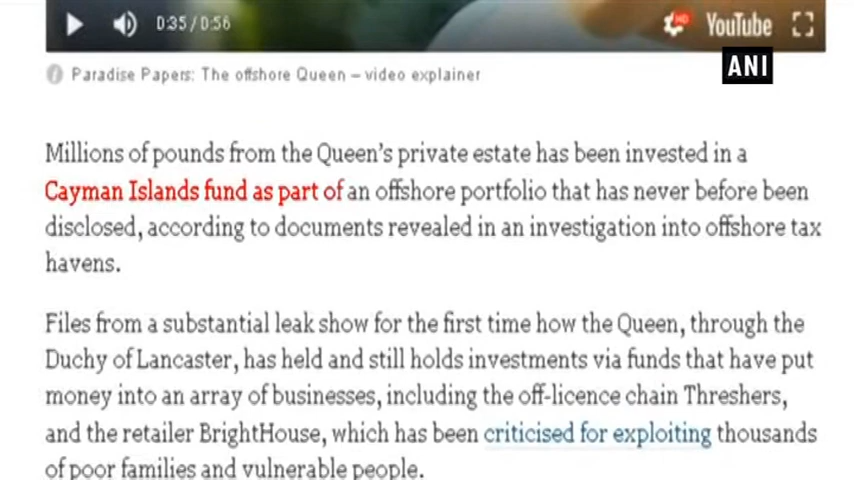 0:35 / 0:56
HD
YouTube
ANI
Paradise Papers: The offshore Queen – video explainer
Millions of pounds from the Queen's private estate has been invested in a
Cayman Islands fund as part of an offshore portfolio that has never before been
disclosed, according to documents revealed in an investigation into offshore tax
havens.
Files from a substantial leak show for the first time how the Queen, through the
Duchy of Lancaster, has held and still holds investments via funds that have put
money into an array of businesses, including the off-licence chain Threshers,
and the retailer BrightHouse, which has been criticised for exploiting thousands
of poor families and vulnerable people.